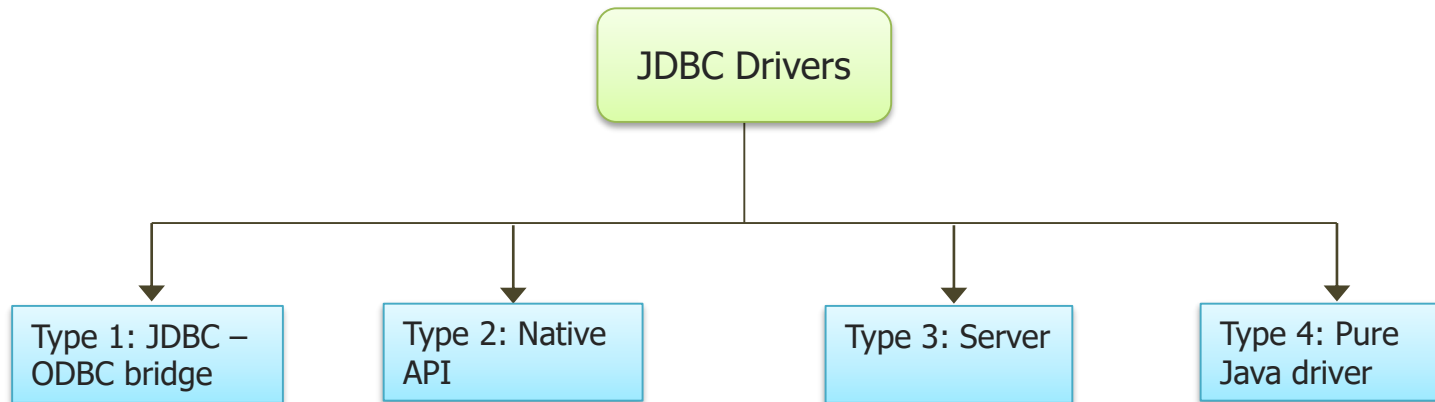 JDBC Drivers
Type 1: JDBC –
ODBC bridge
Type 2: Native
API
Type 3: Server
Type 4: Pure
Java driver